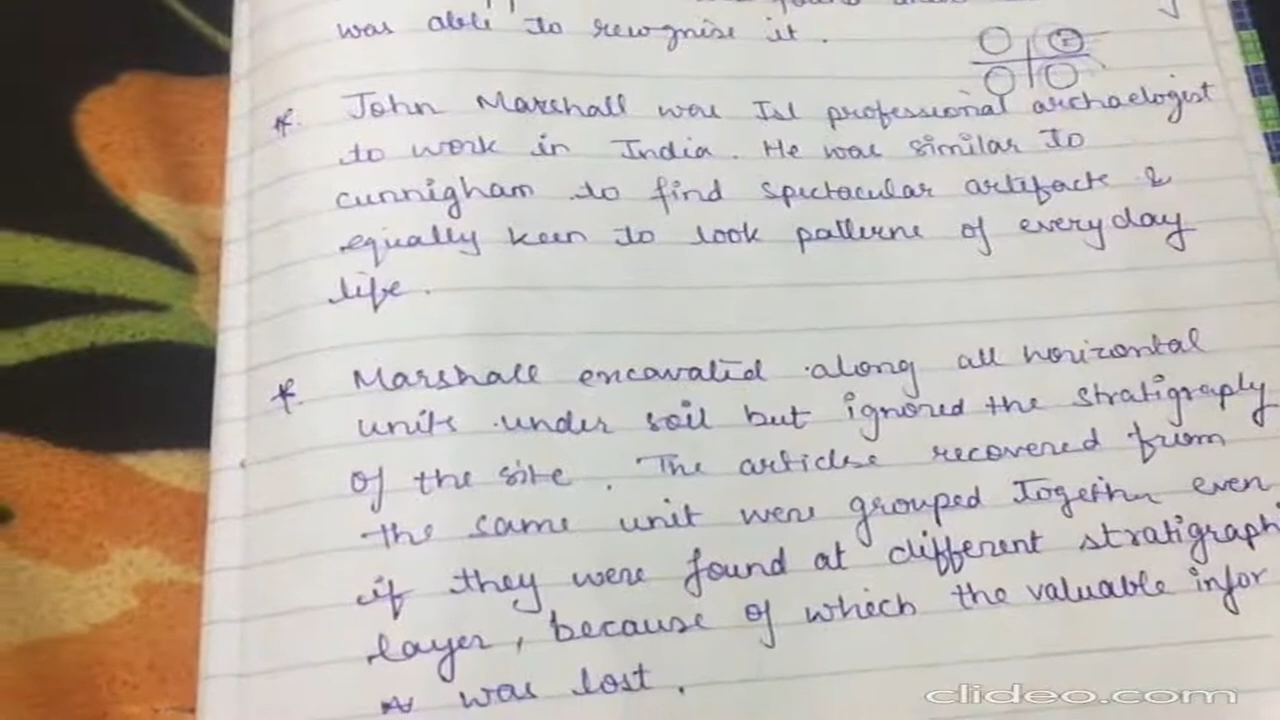 was able to recognise it.
*. John Marshall was Ist professional archaelogist
to work in India. He was similar to
cunnigham to find spectacular artifacts &
equally keen to look patterns of everyday
life.
*. Marshall encavated along all horizontal
units under soil but ignored the stratigraply
of the site. The articlse recovered from
the same unit were grouped together even
if they were found at different stratigraph
layer, because of which the valuable infor
was lost.
clideo.com